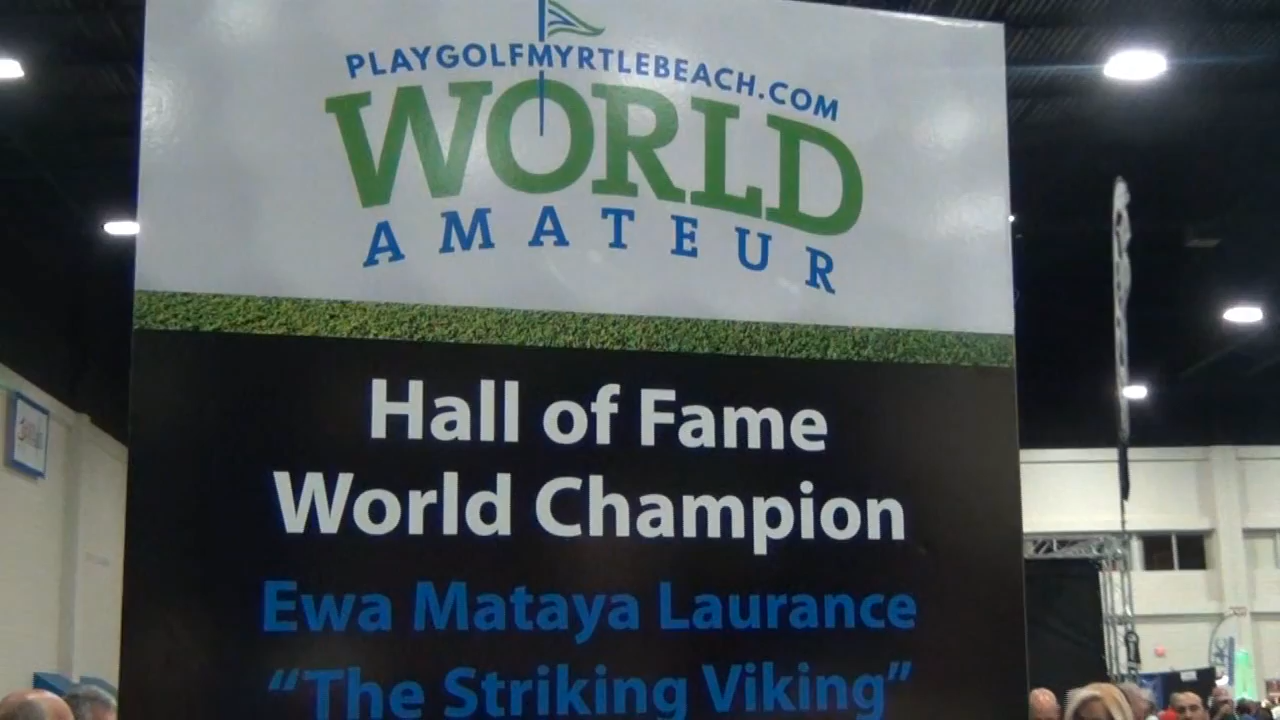 PLAYGOLFMYRTLEBEACH.COM
WORLD
AMATEUR
Hall of Fame
World Champion
Ewa Mataya Laurance
“The Striking Viking”